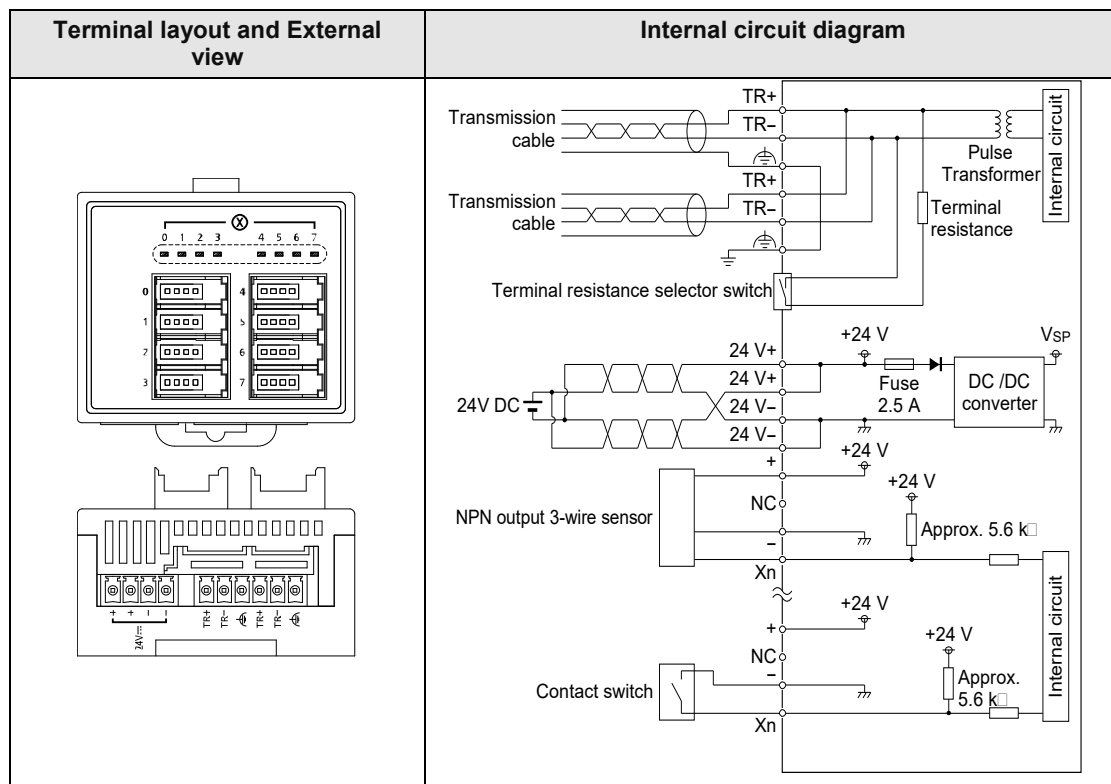 Terminal layout and External
view
Internal circuit diagram
X
0 1 2 3 4 5 6 7
0 4
1 5
2 6
3 7
+ + − −
24V⎓
TR+ TR− TR+ TR−
Transmission
cable
TR+
TR−
Transmission
cable
TR+
TR−
Pulse
Transformer
Internal circuit
Terminal
resistance
Terminal resistance selector switch
24V DC
24 V+
24 V+
24 V−
24 V−
+24 V
Fuse
2.5 A
DC /DC
converter
VSP
NPN output 3-wire sensor
+
NC
−
Xn
+24 V
+24 V
Approx. 5.6 k□
Internal circuit
Contact switch
+
NC
−
Xn
+24 V
+24 V
Approx.
5.6 k□